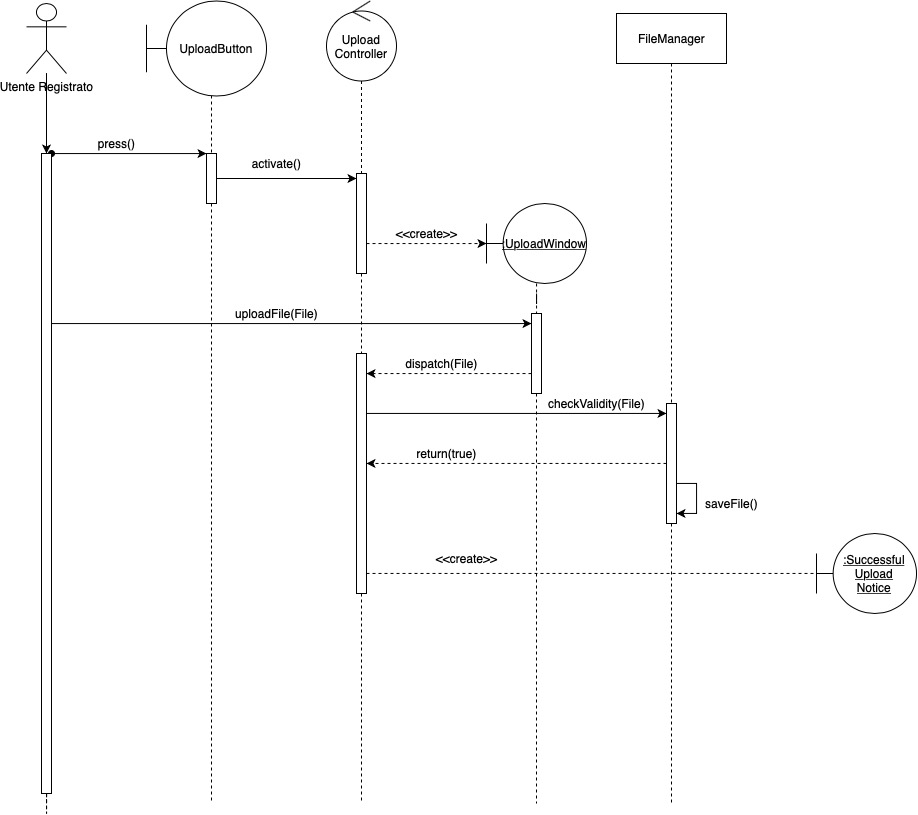 UploadButton
Upload
Controller
FileManager
Utente Registrato
press()
activate()
<<create>>
:UploadWindow
uploadFile(File)
dispatch(File)
checkValidity(File)
return(true)
saveFile()
<<create>>
:Successful
Upload
Notice